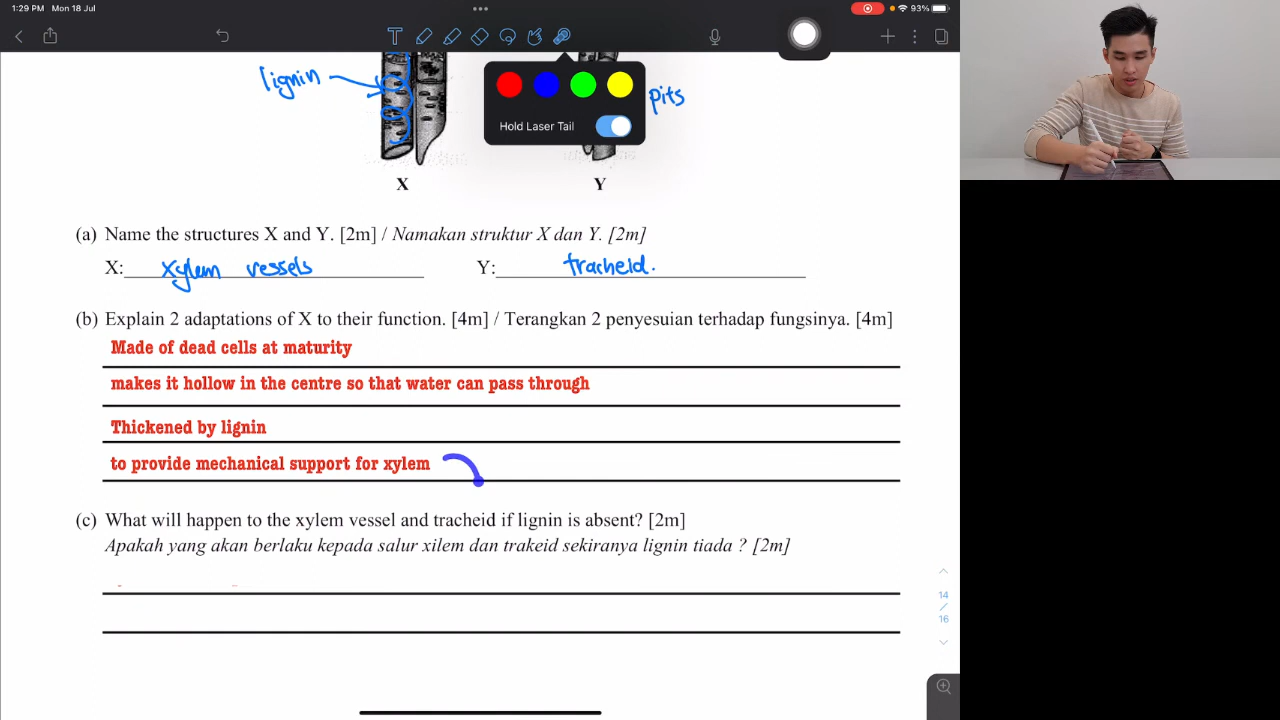 1:29 PM Mon 18 Jul
93%
T
lignin
pits
Hold Laser Tail
X
Y
(a) Name the structures X and Y. [2m] / Namakan struktur X dan Y. [2m]
X: xylem vessels Y: tracheid.
(b) Explain 2 adaptations of X to their function. [4m] / Terangkan 2 penyesuian terhadap fungsinya. [4m]
Made of dead cells at maturity
makes it hollow in the centre so that water can pass through
Thickened by lignin
to provide mechanical support for xylem
(c) What will happen to the xylem vessel and tracheid if lignin is absent? [2m]
Apakah yang akan berlaku kepada salur xilem dan trakeid sekiranya lignin tiada ? [2m]
14
/
16